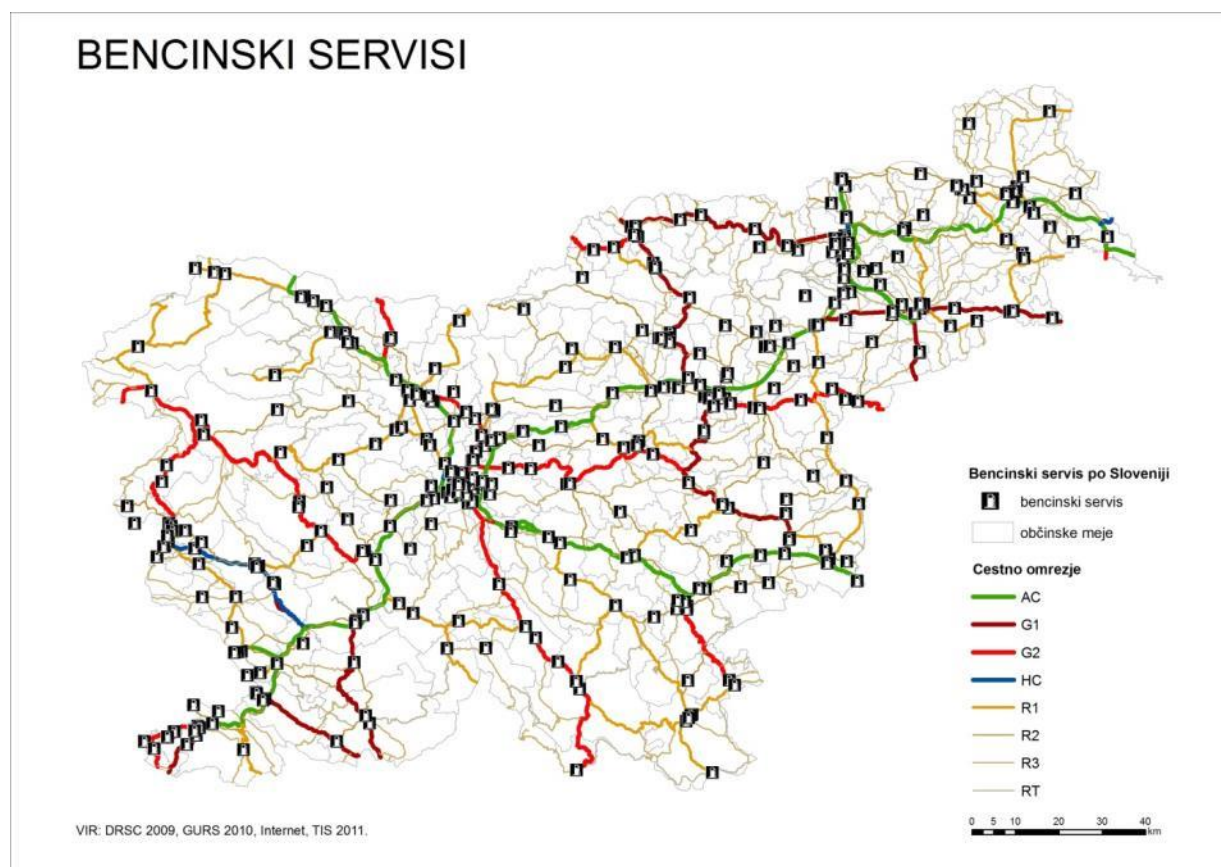 BENCINSKI SERVISI
Bencinski servis po Sloveniji
bencinski servis
občinske meje
Cestno omrezje
AC
G1
G2
HC
R1
R2
R3
RT
0 5 10 20 30 40
km
VIR: DRSC 2009, GURS 2010, Internet, TIS 2011.